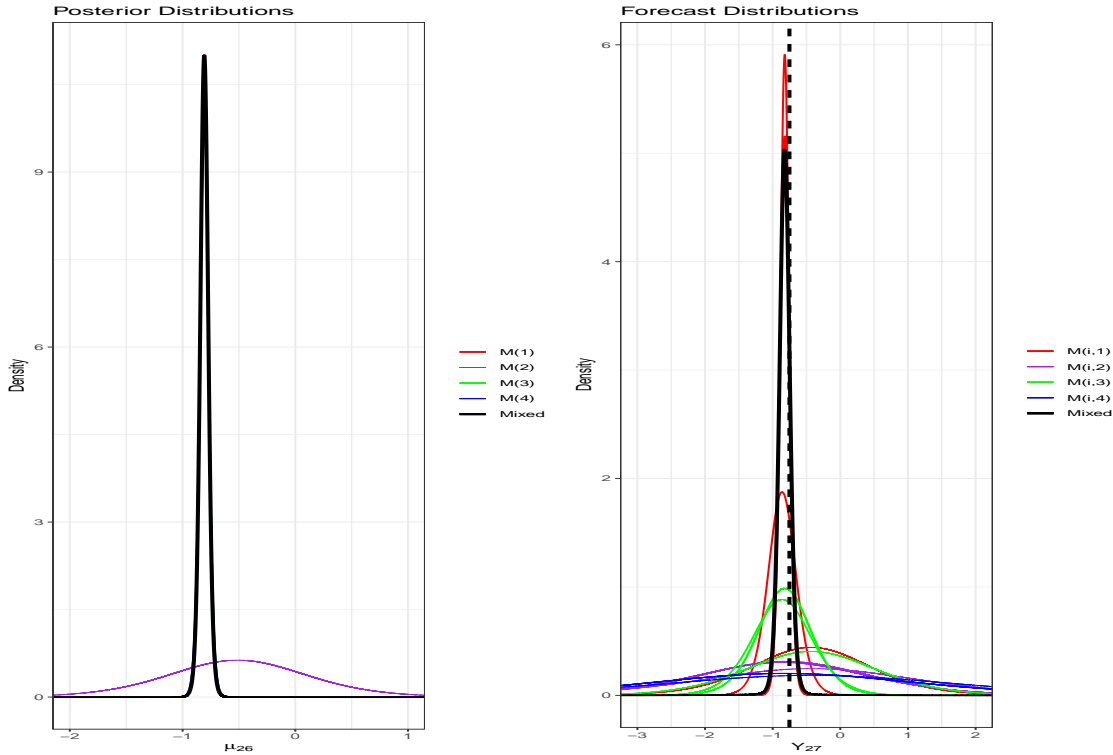 Posterior Distributions
Density
9
6
3
0
−2
−1
0
1
μ26
M(1)
M(2)
M(3)
M(4)
Mixed
Forecast Distributions
Density
6
4
2
0
−3
−2
−1
0
1
2
Y27
M(i,1)
M(i,2)
M(i,3)
M(i,4)
Mixed